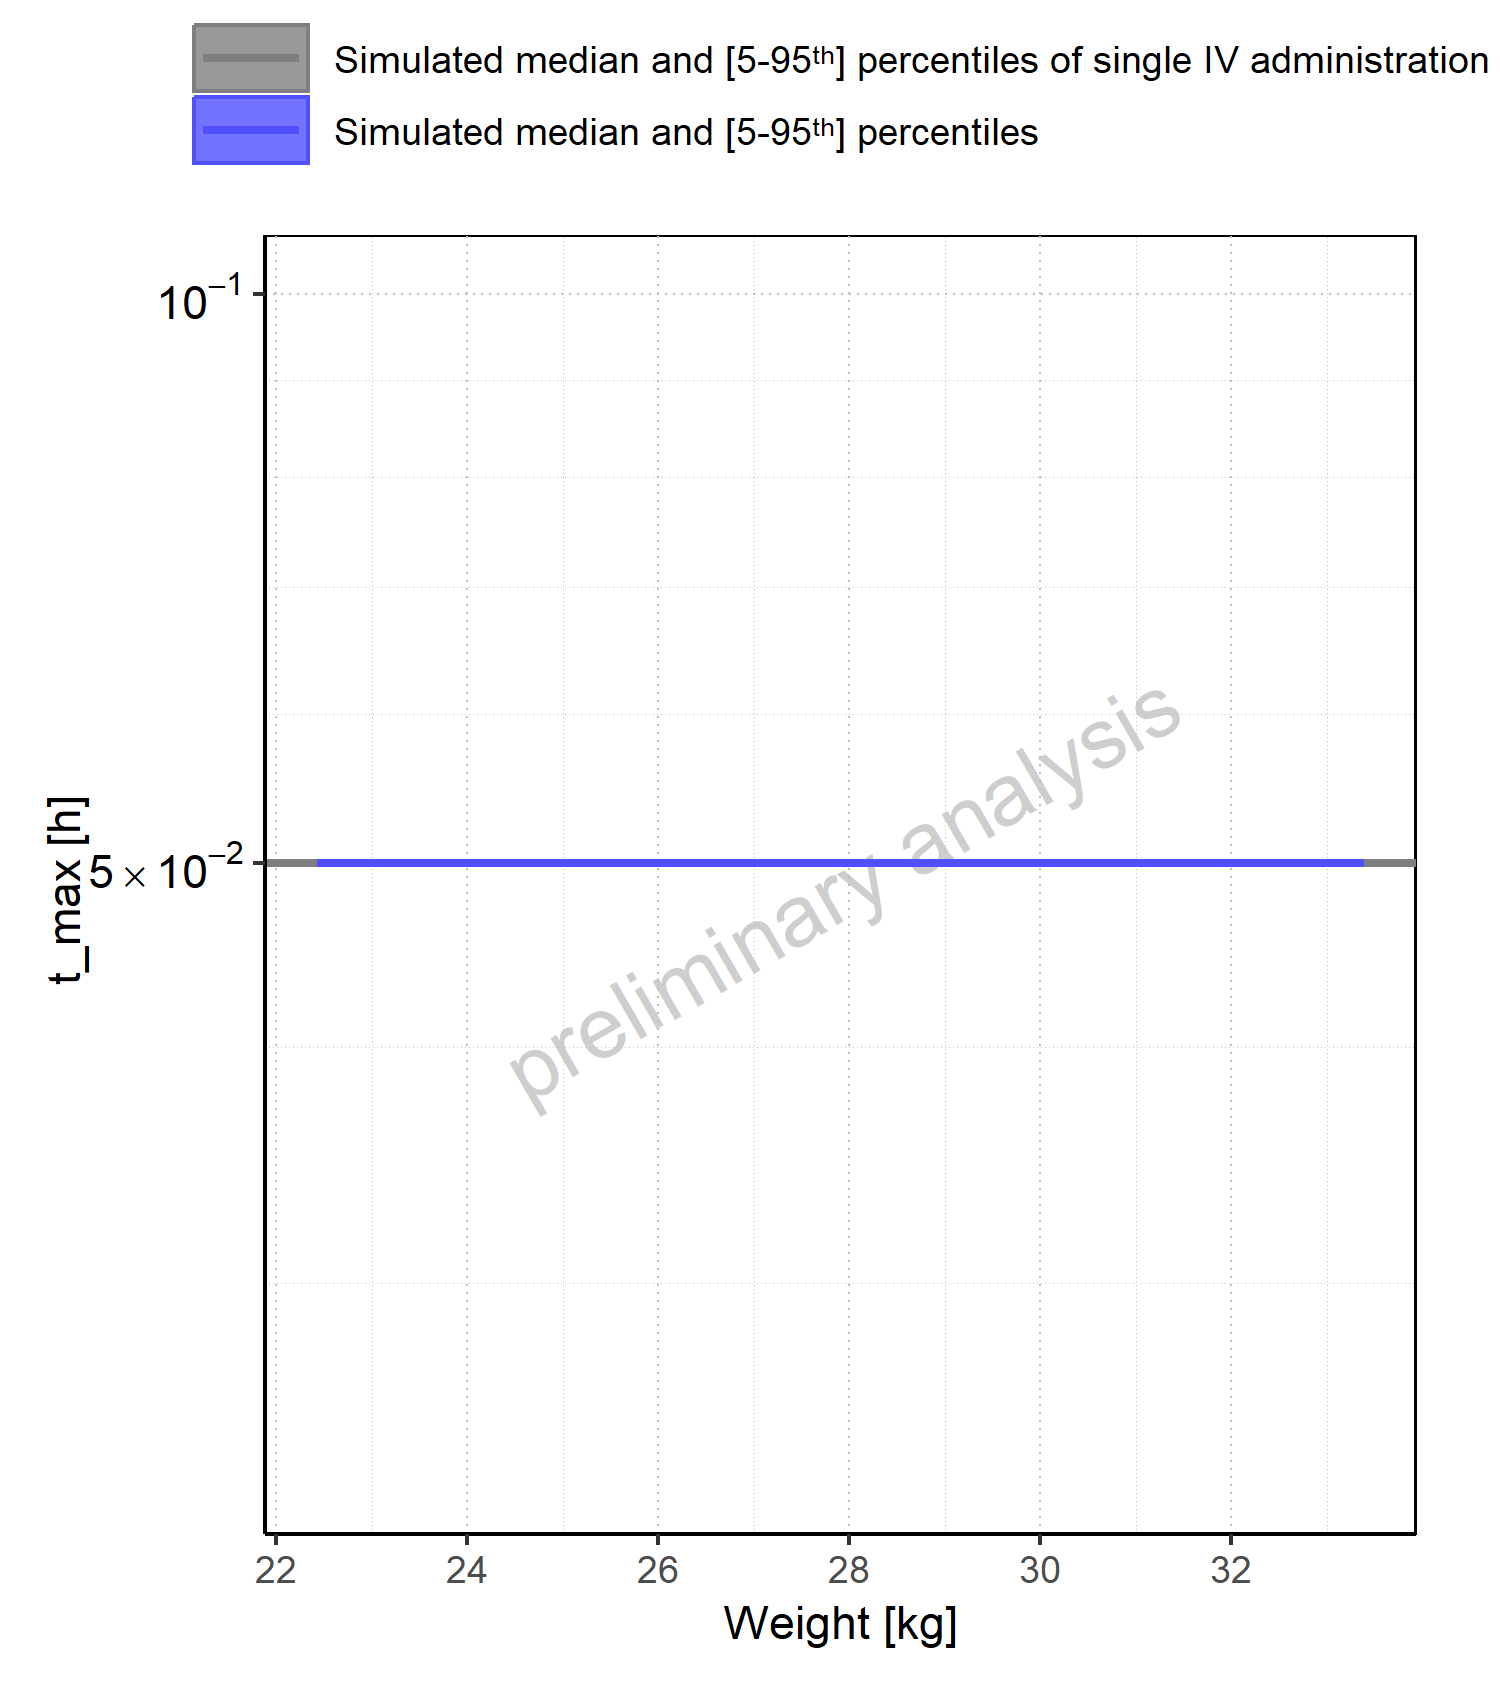 Simulated median and [5-95ᵗʰ] percentiles of single IV administration
Simulated median and [5-95ᵗʰ] percentiles
10⁻¹
5 × 10⁻²
t_max [h]
preliminary analysis
22 24 26 28 30 32
Weight [kg]